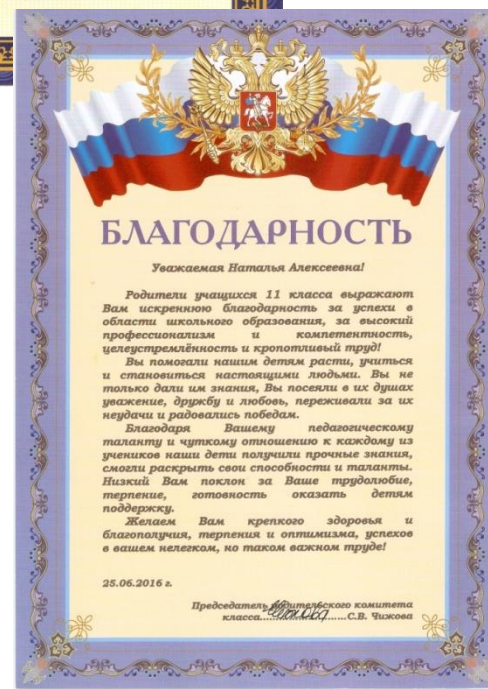 БЛАГОДАРНОСТЬ
Уважаемая Наталья Алексеевна!
Родители учащихся 11 класса выражают
Вам искреннюю благодарность за успехи в
области школьного образования, за высокий
профессионализм и компетентность,
целеустремлённость и кропотливый труд!
Вы помогали нашим детям расти, учиться
и становиться настоящими людьми. Вы не
только дали им знания, Вы посеяли в их душах
уважение, дружбу и любовь, переживали за их
неудачи и радовались победам.
Благодаря Вашему педагогическому
таланту и чуткому отношению к каждому из
учеников наши дети получили прочные знания,
смогли раскрыть свои способности и таланты.
Низкий Вам поклон за Ваше трудолюбие,
терпение, готовность оказать детям
поддержку.
Желаем Вам крепкого здоровья и
благополучия, терпения и оптимизма, успехов
в вашем нелегком, но таком важном труде!
25.06.2016 г.
Председатель родительского комитета
класса....................С.В. Чижова